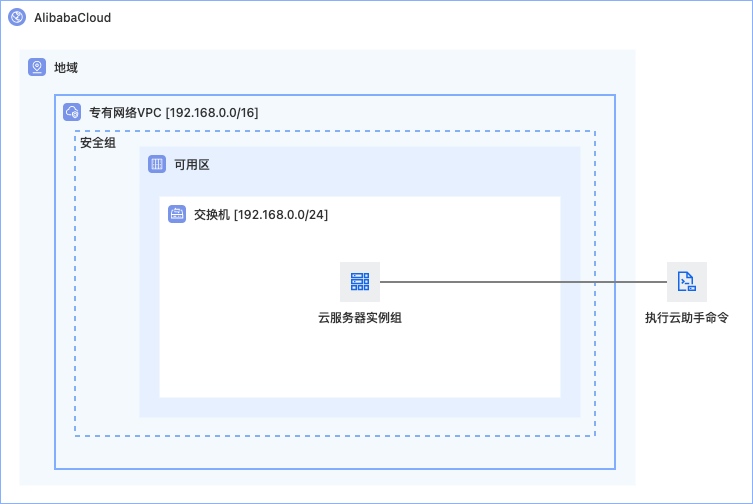 AlibabaCloud
地域
专有网络VPC [192.168.0.0/16]
安全组
可用区
交换机 [192.168.0.0/24]
云服务器实例组
执行云助手命令